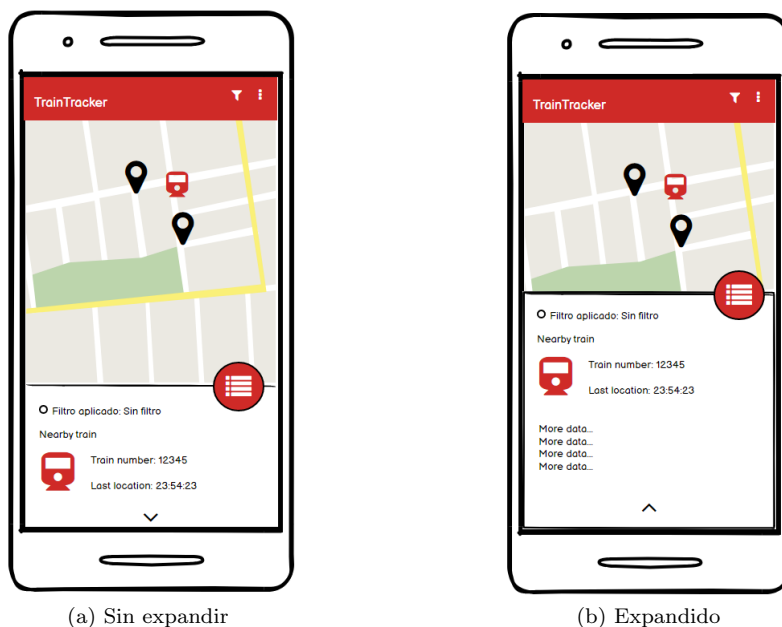 TrainTracker
Filtro aplicado: Sin filtro
Nearby train
Train number: 12345
Last location: 23:54:23
(a) Sin expandir
TrainTracker
Filtro aplicado: Sin filtro
Nearby train
Train number: 12345
Last location: 23:54:23
More data...
More data...
More data...
More data...
(b) Expandido